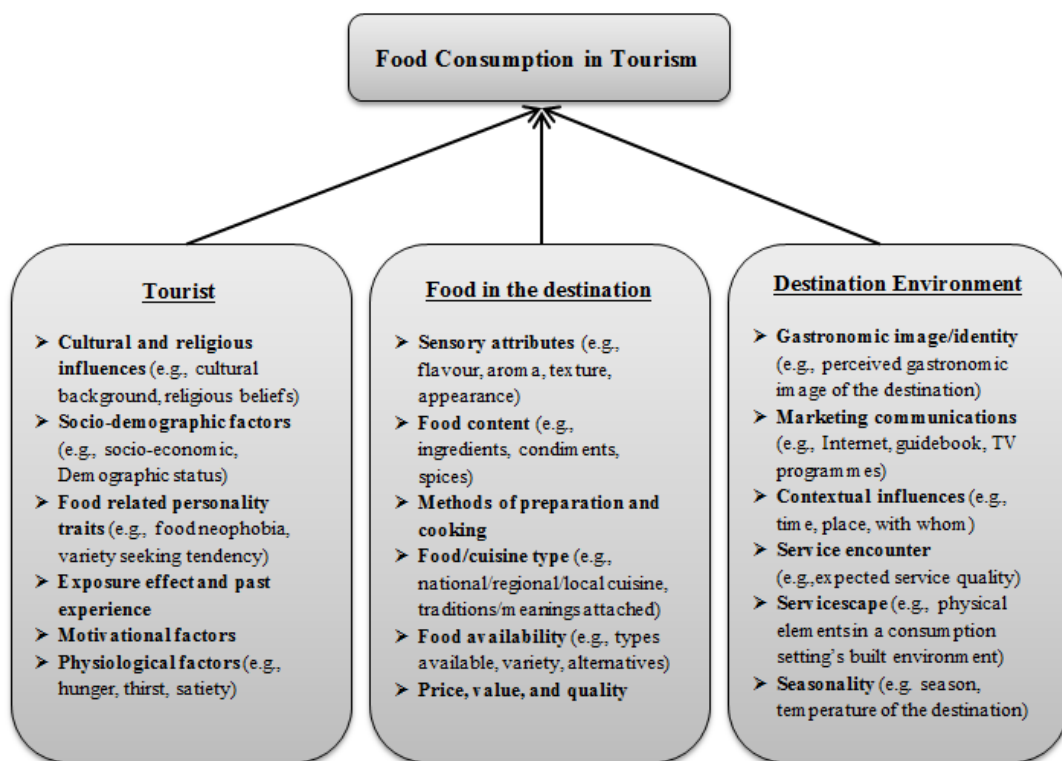 Food Consumption in Tourism
Tourist
➢ Cultural and religious
influences (e.g., cultural
background, religious beliefs)
➢ Socio-demographic factors
(e.g., socio-economic,
Demographic status)
➢ Food related personality
traits (e.g., food neophobia,
variety seeking tendency)
➢ Exposure effect and past
experience
➢ Motivational factors
➢ Physiological factors (e.g.,
hunger, thirst, satiety)
Food in the destination
➢ Sensory attributes (e.g.,
flavour, aroma, texture,
appearance)
➢ Food content (e.g.,
ingredients, condiments,
spices)
➢ Methods of preparation and
cooking
➢ Food/cuisine type (e.g.,
national/regional/local cuisine,
traditions/meanings attached)
➢ Food availability (e.g., types
available, variety, alternatives)
➢ Price, value, and quality
Destination Environment
➢ Gastronomic image/identity
(e.g., perceived gastronomic
image of the destination)
➢ Marketing communications
(e.g., Internet, guidebook, TV
programmes)
➢ Contextual influences (e.g.,
time, place, with whom)
➢ Service encounter
(e.g.,expected service quality)
➢ Servicescape (e.g., physical
elements in a consumption
setting's built environment)
➢ Seasonality (e.g. season,
temperature of the destination)